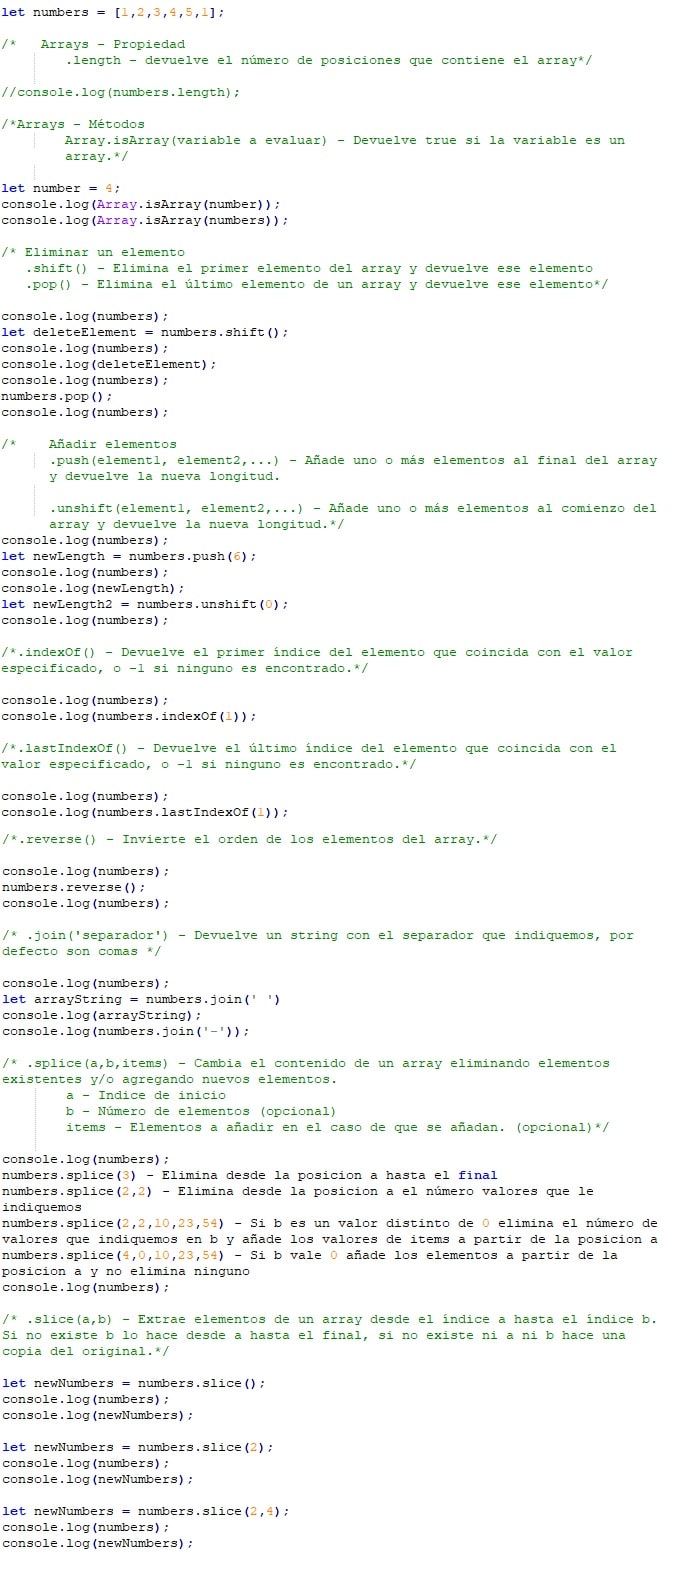 let numbers = [1,2,3,4,5,1];
/* Arrays - Propiedad
.length - devuelve el número de posiciones que contiene el array*/
//console.log(numbers.length);
/*Arrays - Métodos
Array.isArray(variable a evaluar) - Devuelve true si la variable es un
array.*/
let number = 4;
console.log(Array.isArray(number));
console.log(Array.isArray(numbers));
/* Eliminar un elemento
.shift() - Elimina el primer elemento del array y devuelve ese elemento
.pop() - Elimina el último elemento de un array y devuelve ese elemento*/
console.log(numbers);
let deleteElement = numbers.shift();
console.log(numbers);
console.log(deleteElement);
console.log(numbers);
numbers.pop();
console.log(numbers);
/* Añadir elementos
.push(element1, element2,...) - Añade uno o más elementos al final del array
y devuelve la nueva longitud.
.unshift(element1, element2,...) - Añade uno o más elementos al comienzo del
array y devuelve la nueva longitud.*/
console.log(numbers);
let newLength = numbers.push(6);
console.log(numbers);
console.log(newLength);
let newLength2 = numbers.unshift(0);
console.log(numbers);
/*.indexOf() - Devuelve el primer índice del elemento que coincida con el valor
especificado, o -1 si ninguno es encontrado.*/
console.log(numbers);
console.log(numbers.indexOf(1));
/*.lastIndexOf() - Devuelve el último índice del elemento que coincida con el
valor especificado, o -1 si ninguno es encontrado.*/
console.log(numbers);
console.log(numbers.lastIndexOf(1));
/*.reverse() - Invierte el orden de los elementos del array.*/
console.log(numbers);
numbers.reverse();
console.log(numbers);
/* .join('separador') - Devuelve un string con el separador que indiquemos, por
defecto son comas */
console.log(numbers);
let arrayString = numbers.join(' ')
console.log(arrayString);
console.log(numbers.join('-'));
/* .splice(a,b,items) - Cambia el contenido de un array eliminando elementos
existentes y/o agregando nuevos elementos.
a - Indice de inicio
b - Número de elementos (opcional)
items - Elementos a añadir en el caso de que se añadan. (opcional)*/
console.log(numbers);
numbers.splice(3) - Elimina desde la posicion a hasta el final
numbers.splice(2,2) - Elimina desde la posicion a el número valores que le
indiquemos
numbers.splice(2,2,10,23,54) - Si b es un valor distinto de 0 elimina el número de
valores que indiquemos en b y añade los valores de items a partir de la posicion a
numbers.splice(4,0,10,23,54) - Si b vale 0 añade los elementos a partir de la
posicion a y no elimina ninguno
console.log(numbers);
/* .slice(a,b) - Extrae elementos de un array desde el índice a hasta el índice b.
Si no existe b lo hace desde a hasta el final, si no existe ni a ni b hace una
copia del original.*/
let newNumbers = numbers.slice();
console.log(numbers);
console.log(newNumbers);
let newNumbers = numbers.slice(2);
console.log(numbers);
console.log(newNumbers);
let newNumbers = numbers.slice(2,4);
console.log(numbers);
console.log(newNumbers);